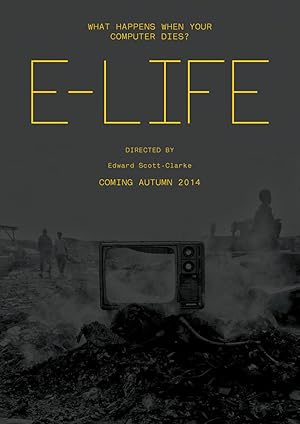 WHAT HAPPENS WHEN YOUR
COMPUTER DIES?
E-LIFE
DIRECTED BY
Edward Scott-Clarke
COMING AUTUMN 2014